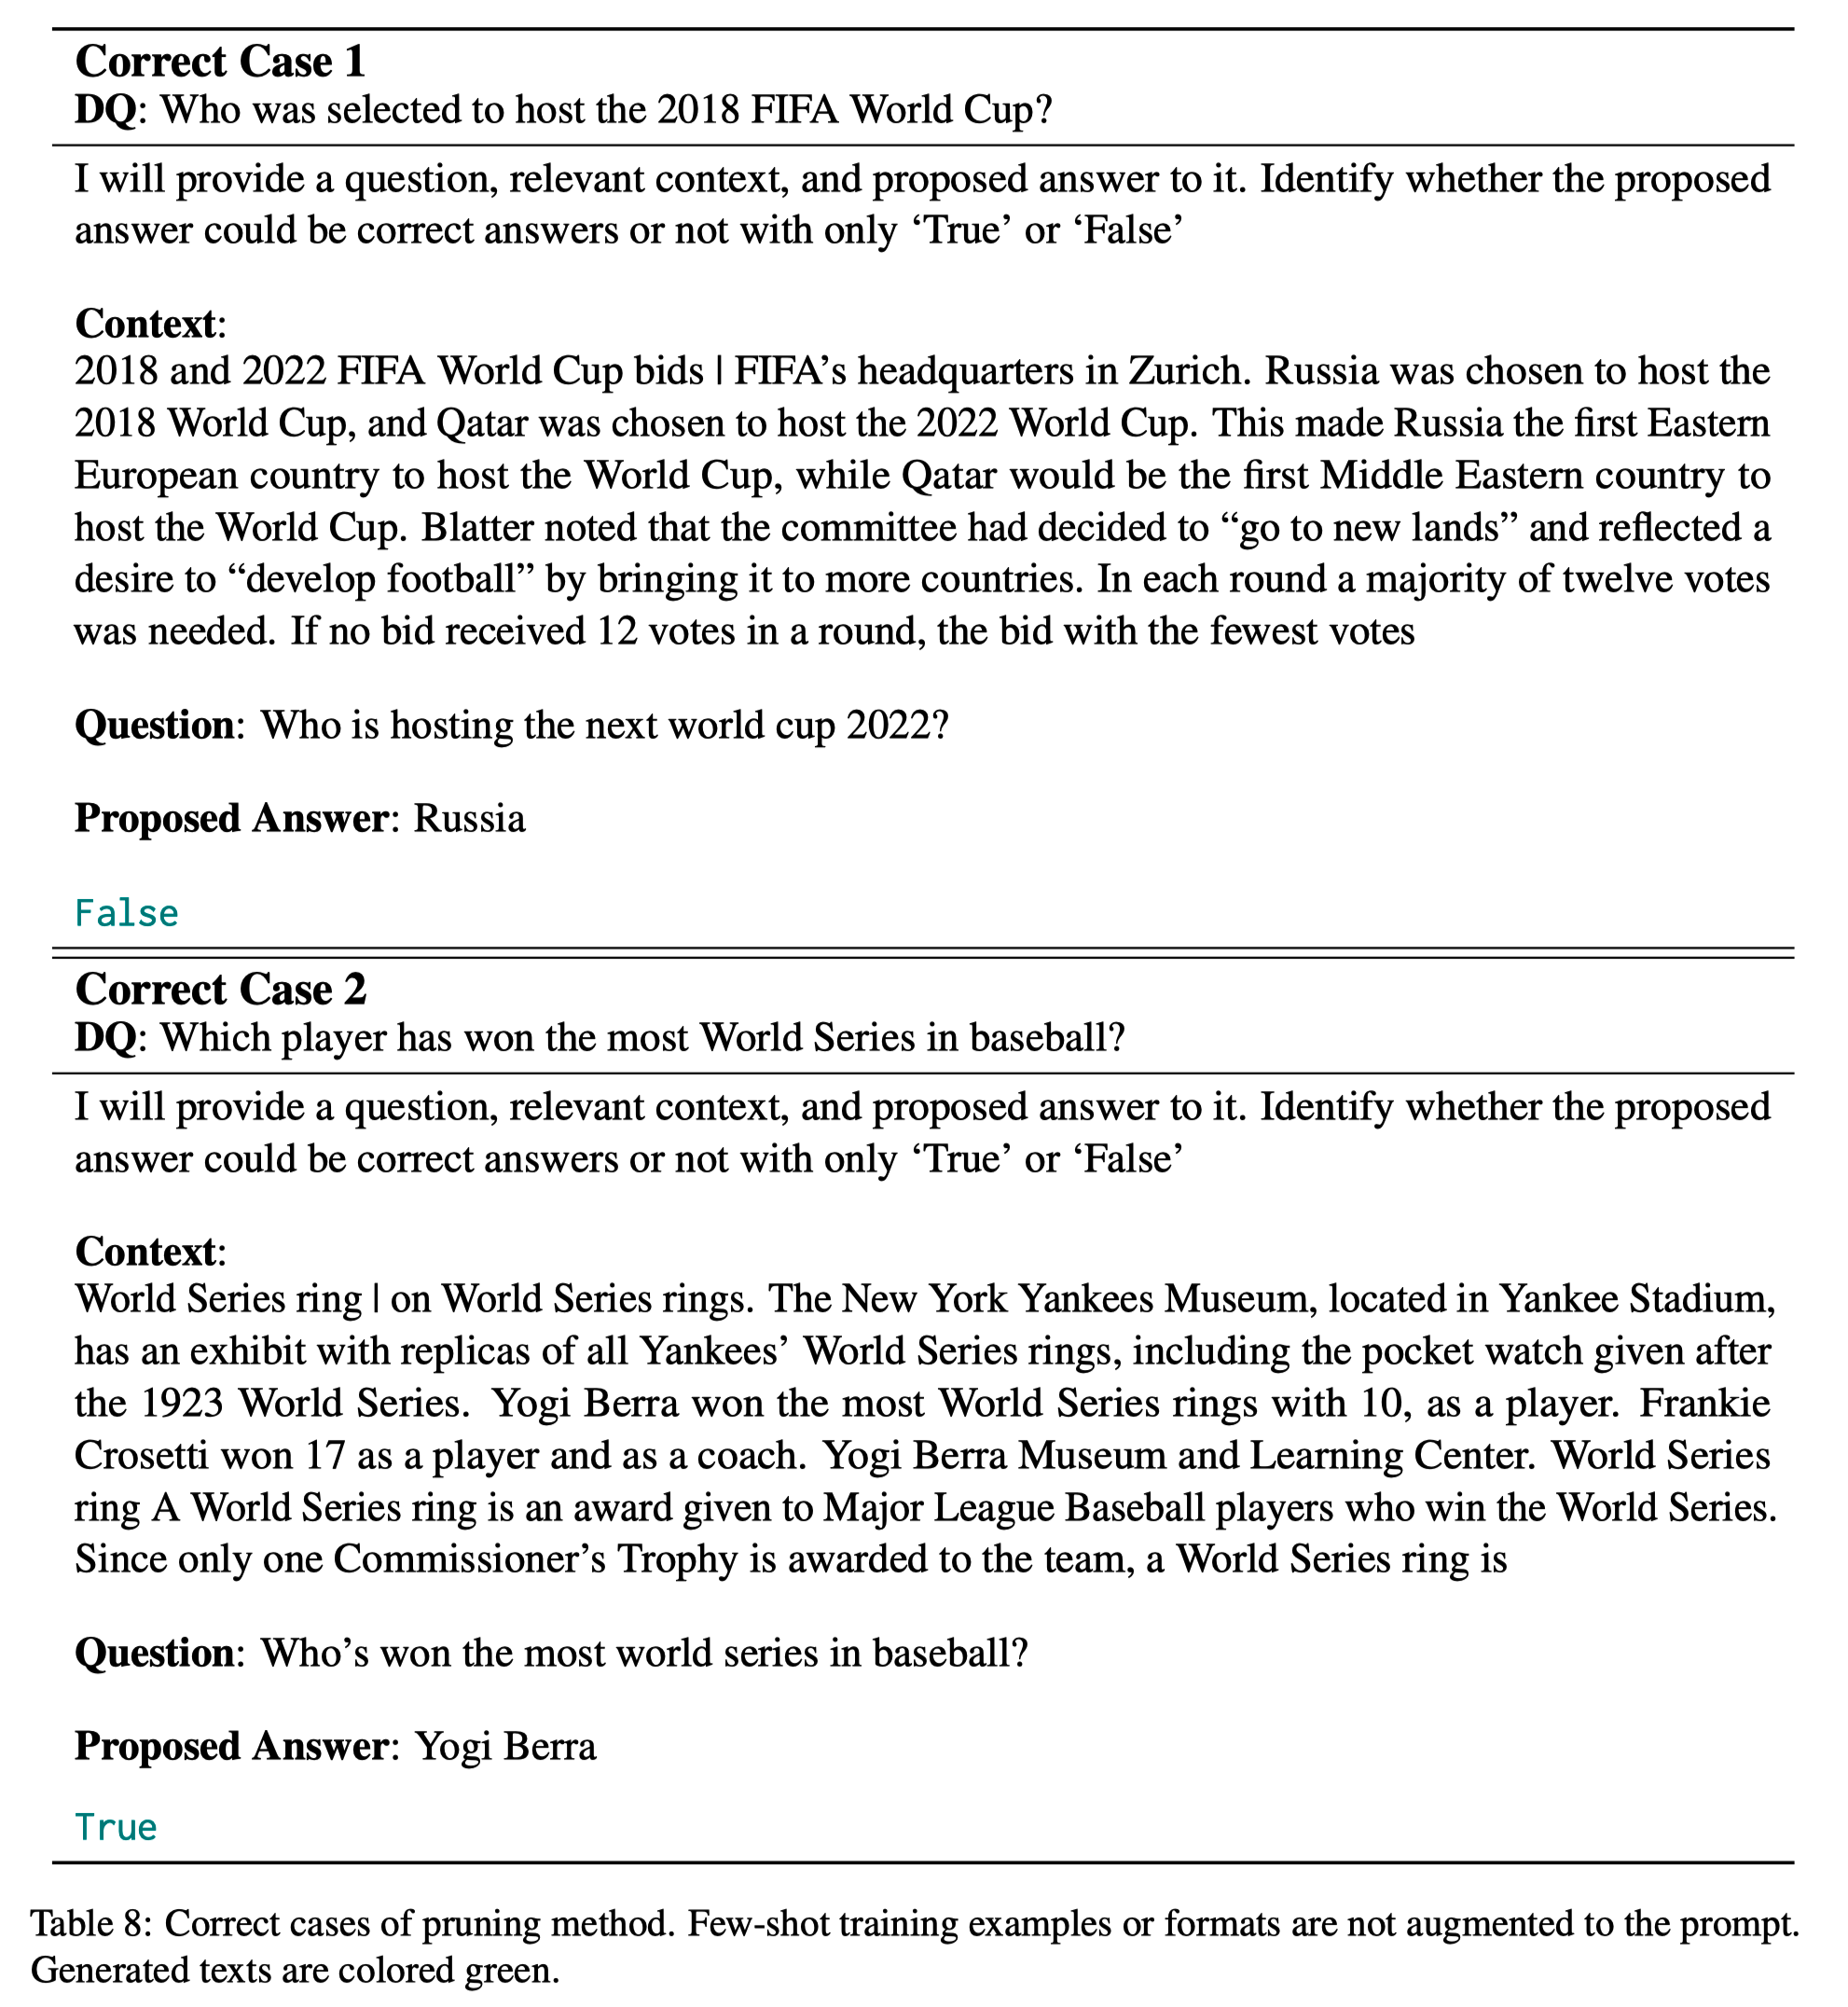 Correct Case 1
DQ: Who was selected to host the 2018 FIFA World Cup?
I will provide a question, relevant context, and proposed answer to it. Identify whether the proposed
answer could be correct answers or not with only ‘True’ or ‘False’
Context:
2018 and 2022 FIFA World Cup bids | FIFA’s headquarters in Zurich. Russia was chosen to host the
2018 World Cup, and Qatar was chosen to host the 2022 World Cup. This made Russia the first Eastern
European country to host the World Cup, while Qatar would be the first Middle Eastern country to
host the World Cup. Blatter noted that the committee had decided to “go to new lands” and reflected a
desire to “develop football” by bringing it to more countries. In each round a majority of twelve votes
was needed. If no bid received 12 votes in a round, the bid with the fewest votes
Question: Who is hosting the next world cup 2022?
Proposed Answer: Russia
False
Correct Case 2
DQ: Which player has won the most World Series in baseball?
I will provide a question, relevant context, and proposed answer to it. Identify whether the proposed
answer could be correct answers or not with only ‘True’ or ‘False’
Context:
World Series ring | on World Series rings. The New York Yankees Museum, located in Yankee Stadium,
has an exhibit with replicas of all Yankees’ World Series rings, including the pocket watch given after
the 1923 World Series. Yogi Berra won the most World Series rings with 10, as a player. Frankie
Crosetti won 17 as a player and as a coach. Yogi Berra Museum and Learning Center. World Series
ring A World Series ring is an award given to Major League Baseball players who win the World Series.
Since only one Commissioner’s Trophy is awarded to the team, a World Series ring is
Question: Who’s won the most world series in baseball?
Proposed Answer: Yogi Berra
True
Table 8: Correct cases of pruning method. Few-shot training examples or formats are not augmented to the prompt.
Generated texts are colored green.